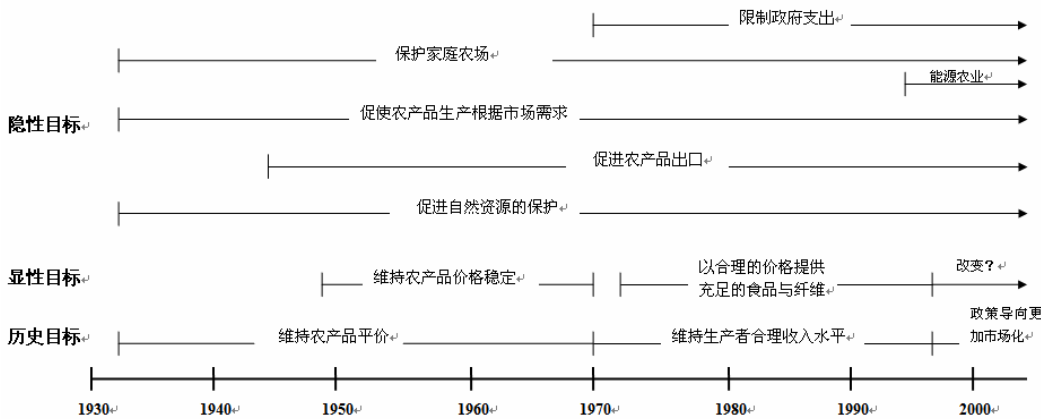 限制政府支出
保护家庭农场
能源农业
隐性目标
促使农产品生产根据市场需求
促进农产品出口
促进自然资源的保护
显性目标
维持农产品价格稳定
以合理的价格提供
充足的食品与纤维
改变?
历史目标
维持农产品平价
维持生产者合理收入水平
政策导向更
加市场化
1930
1940
1950
1960
1970
1980
1990
2000